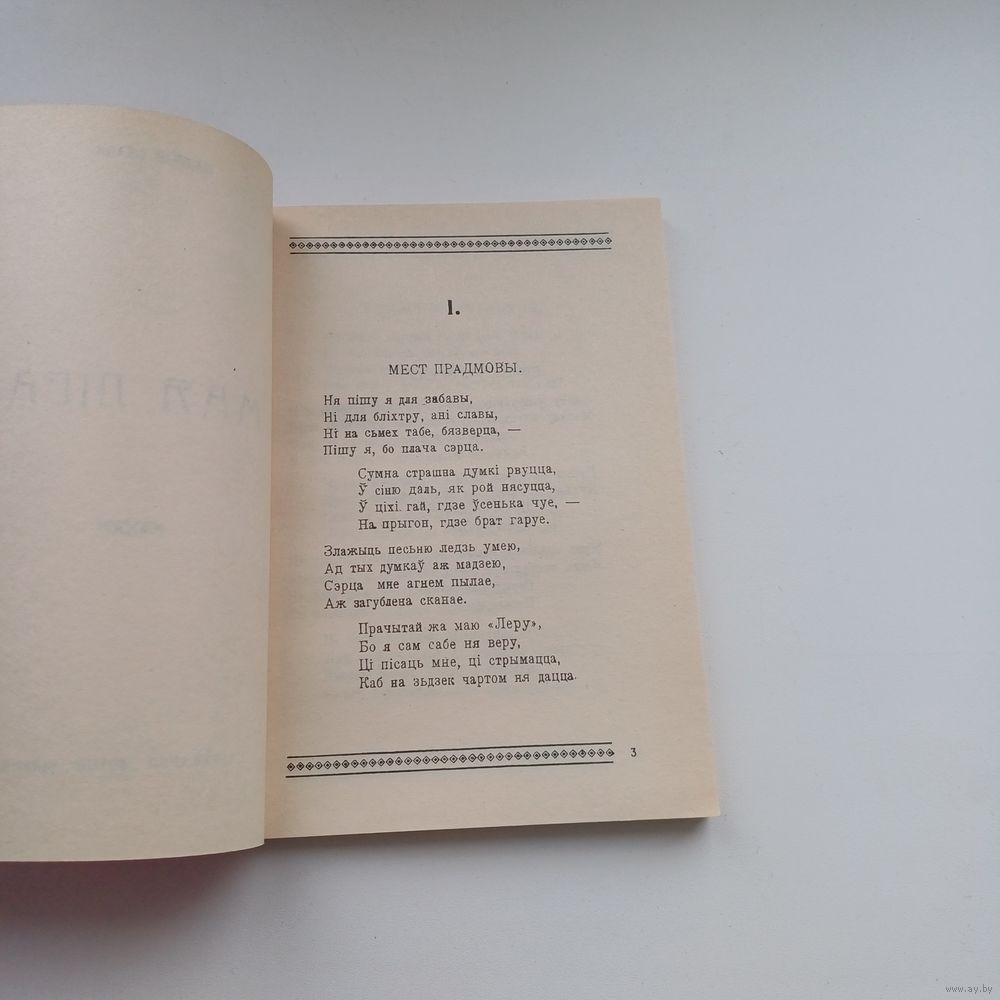 I.
МЕСТ ПРАДМОВЫ.
Ня пішу я для забавы,
Ні для бліхтру, ані славы,
Ні на сьмех табе, бязверца, —
Пішу я, бо плача сэрца.
Сумна страшна думкі рвуцца,
Ў сіню даль, як рой нясуцца,
Ў ціхі гай, гдзе ўсенька чуе, —
На прыгон, гдзе брат гаруе.
Злажыць песьню ледзь умею,
Ад тых думкаў аж мадзею,
Сэрца мне агнем пылае,
Аж загублена сканае.
Прачытай жа маю «Леру»,
Бо я сам сабе ня веру,
Ці пісаць мне, ці стрымацца,
Каб на зьдзек чартом ня дацца.
3
www.ay.by